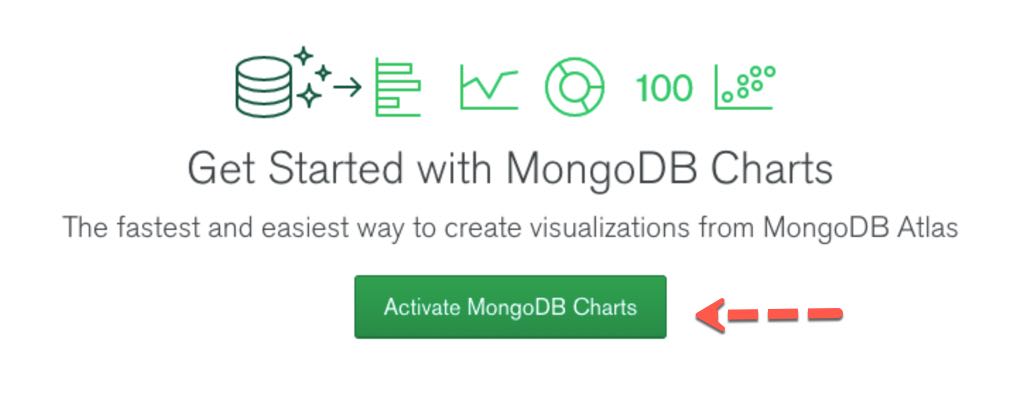 100
Get Started with MongoDB Charts
The fastest and easiest way to create visualizations from MongoDB Atlas
Activate MongoDB Charts